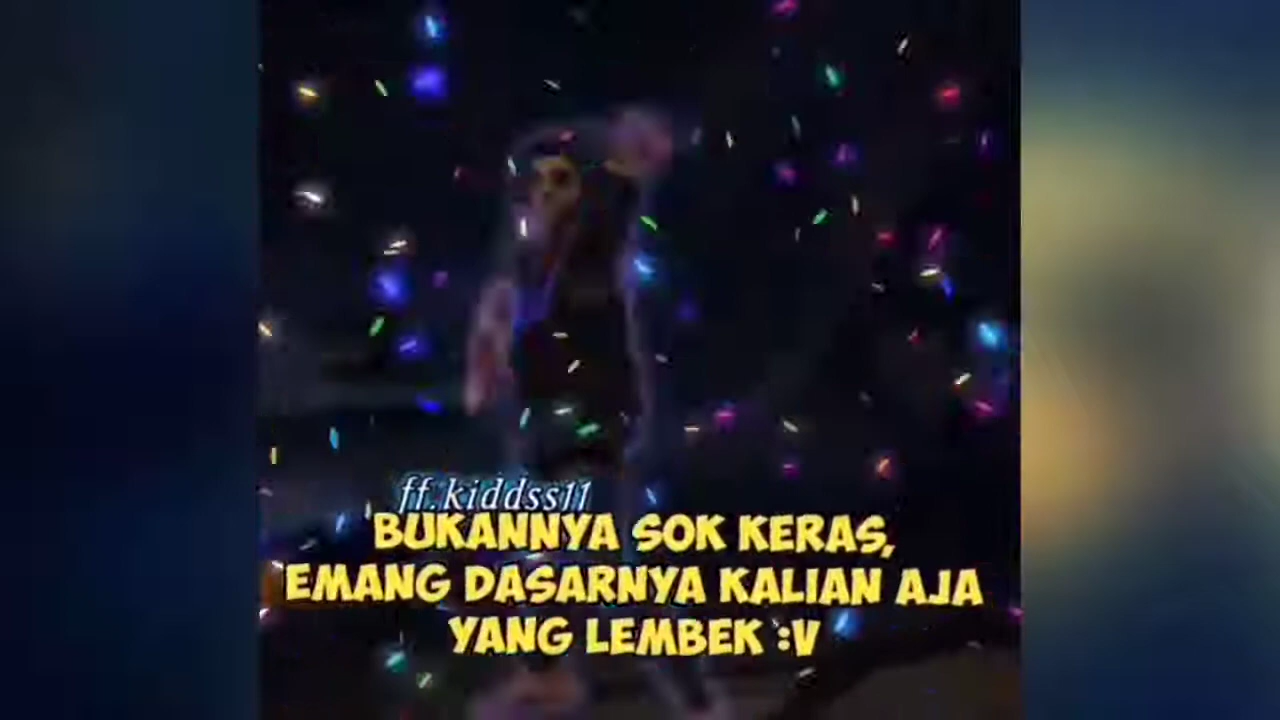 ff.kiddss11
BUKANNYA SOK KERAS,
EMANG DASARNYA KALIAN AJA
YANG LEMBEK :V